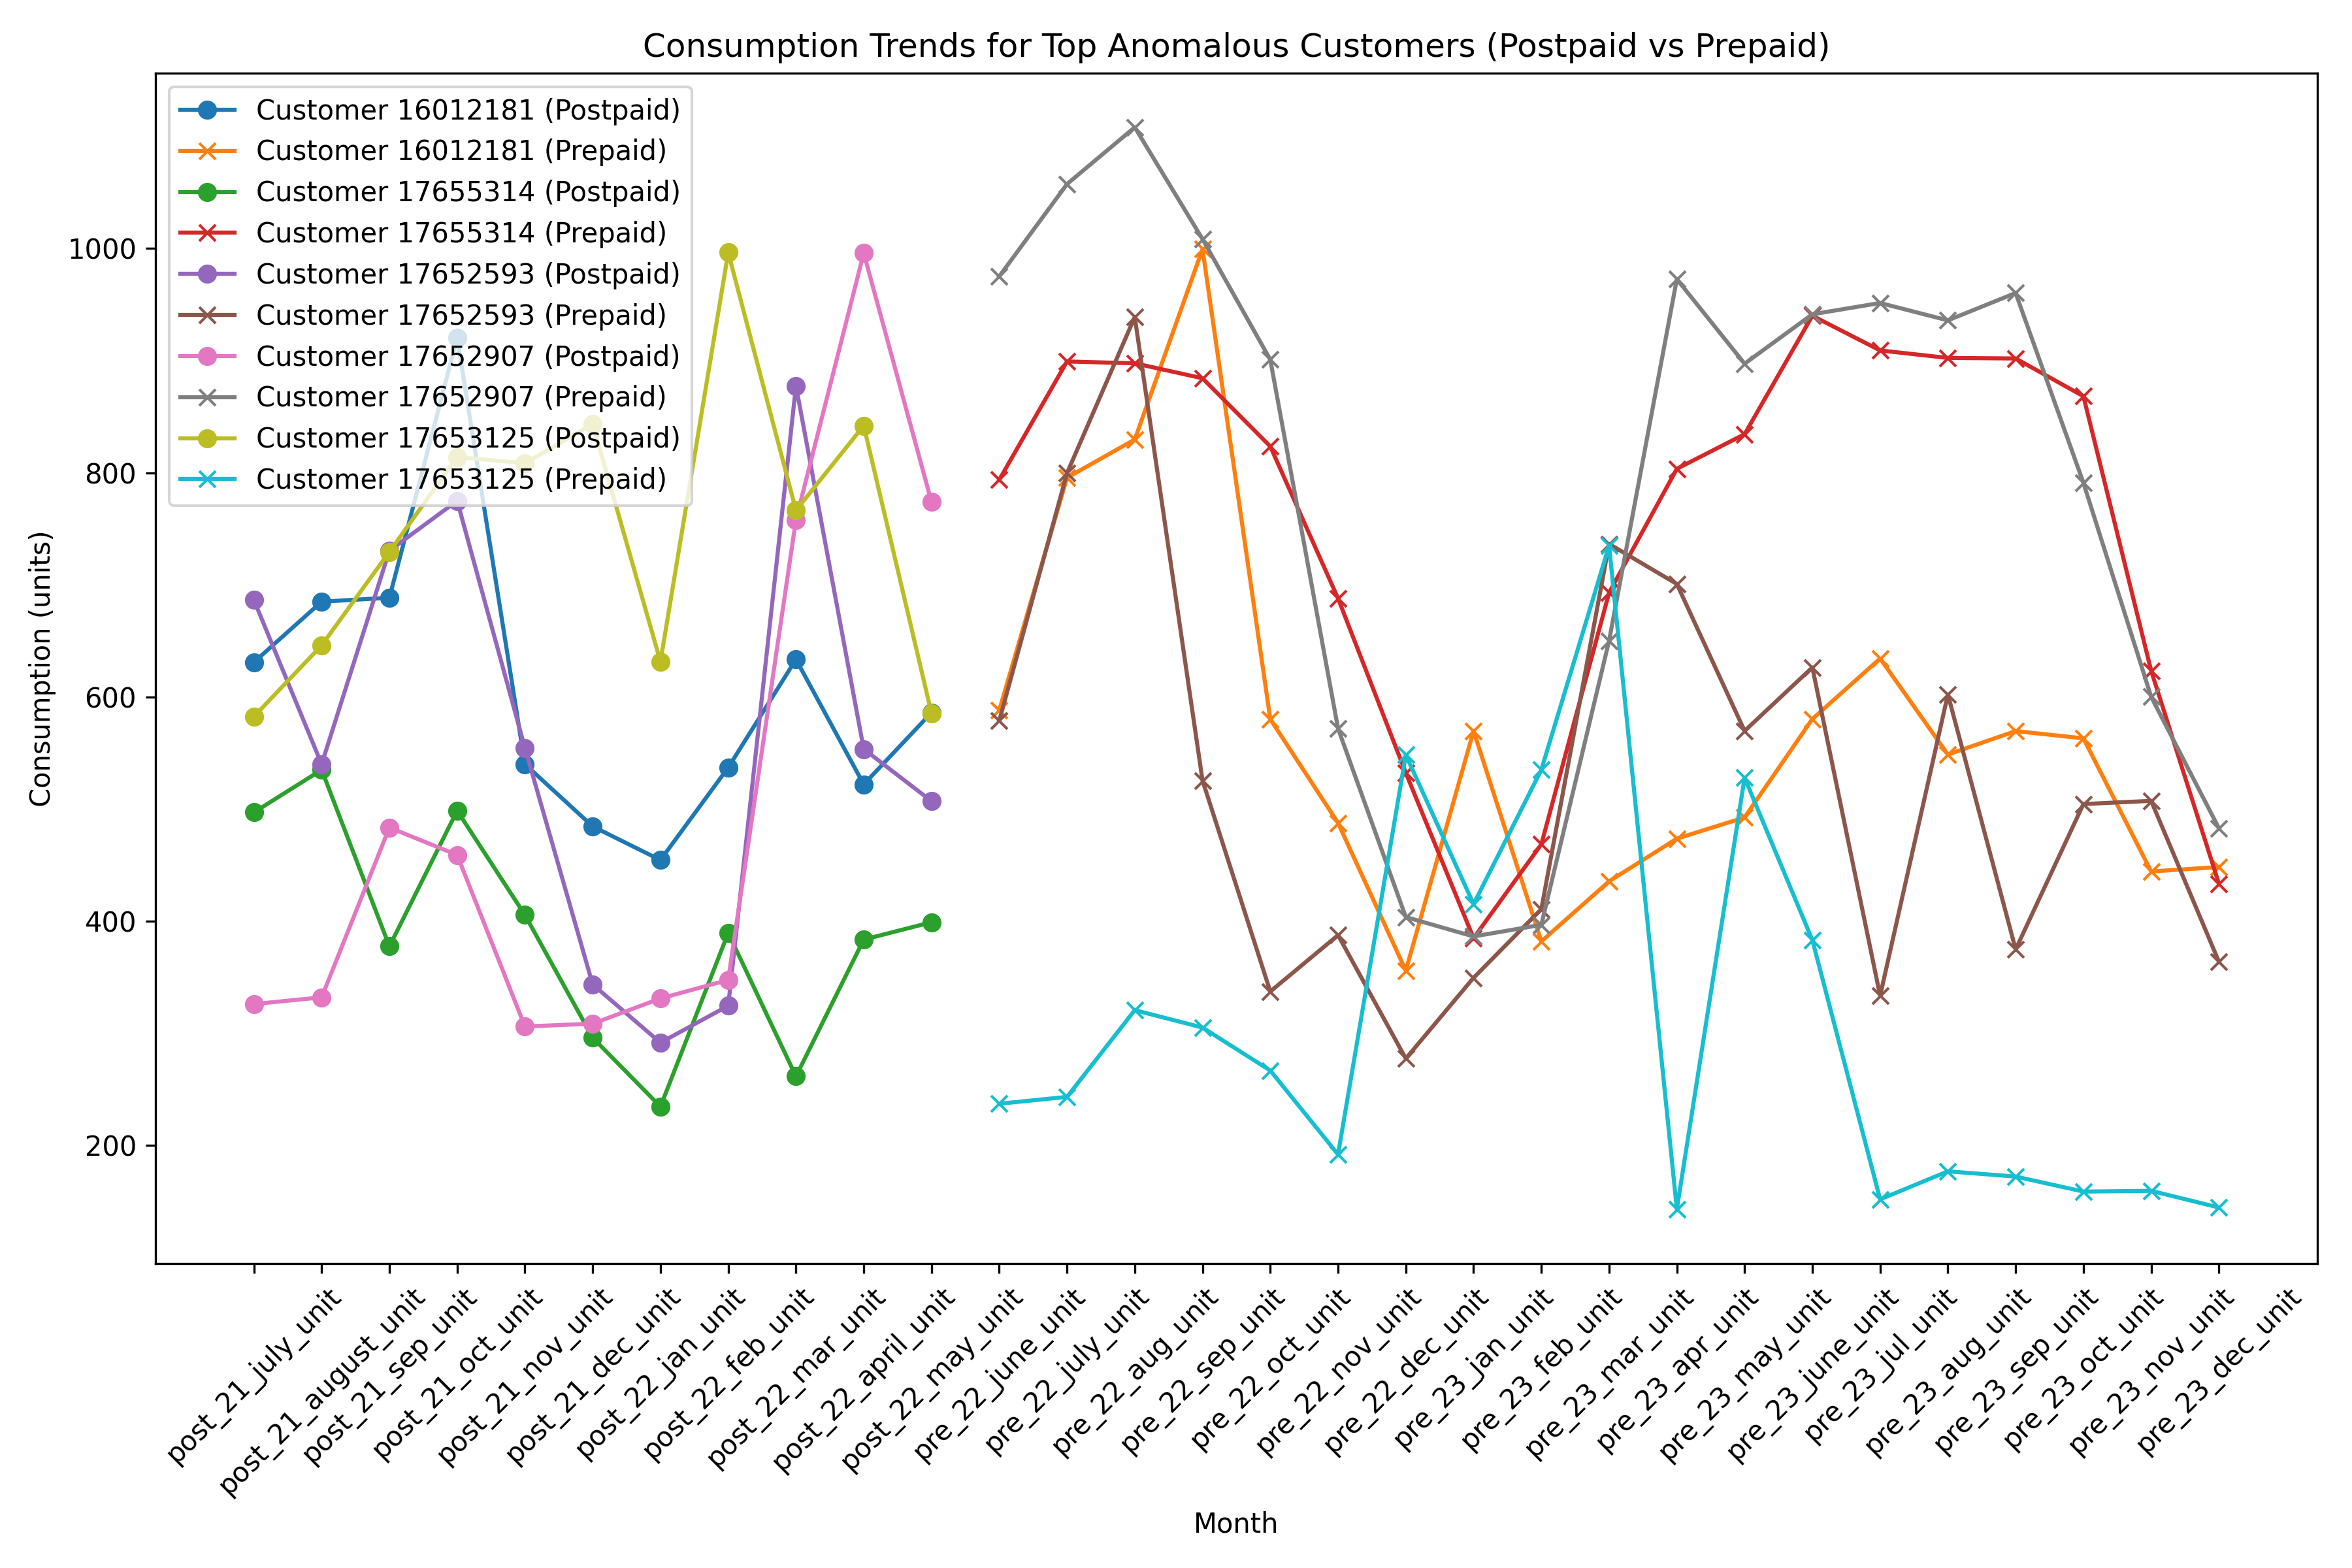 Consumption Trends for Top Anomalous Customers (Postpaid vs Prepaid)
Customer 16012181 (Postpaid)
Customer 16012181 (Prepaid)
Customer 17655314 (Postpaid)
Customer 17655314 (Prepaid)
Customer 17652593 (Postpaid)
Customer 17652593 (Prepaid)
Customer 17652907 (Postpaid)
Customer 17652907 (Prepaid)
Customer 17653125 (Postpaid)
Customer 17653125 (Prepaid)
Consumption (units)
1000
800
600
400
200
post_21_july_unit
post_21_august_unit
post_21_sep_unit
post_21_oct_unit
post_21_nov_unit
post_21_dec_unit
post_22_jan_unit
post_22_feb_unit
post_22_mar_unit
post_22_april_unit
post_22_may_unit
pre_22_june_unit
pre_22_july_unit
pre_22_aug_unit
pre_22_sep_unit
pre_22_oct_unit
pre_22_nov_unit
pre_22_dec_unit
pre_23_jan_unit
pre_23_feb_unit
pre_23_mar_unit
pre_23_apr_unit
pre_23_may_unit
pre_23_june_unit
pre_23_jul_unit
pre_23_aug_unit
pre_23_sep_unit
pre_23_oct_unit
pre_23_nov_unit
pre_23_dec_unit
Month